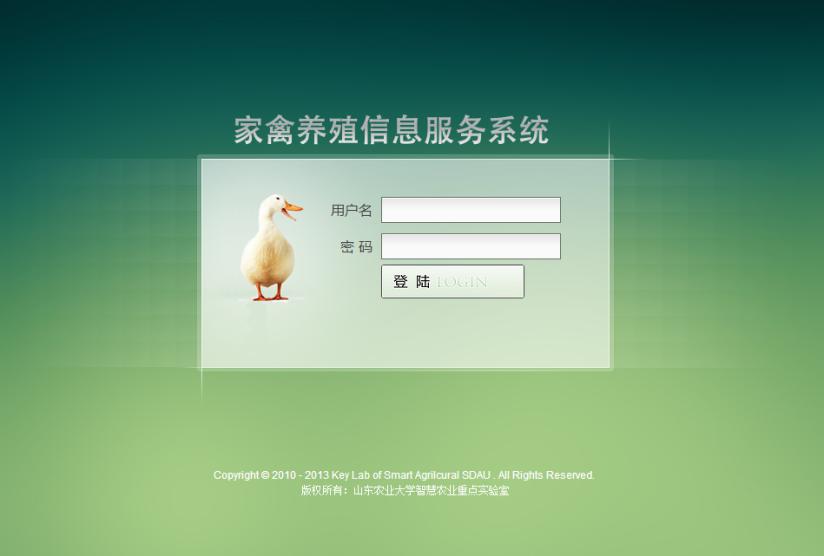 家禽养殖信息服务系统
用户名
密 码
登 陆 LOGIN
Copyright © 2010 - 2013 Key Lab of Smart Agrilcural SDAU . All Rights Reserved.
版权所有：山东农业大学智慧农业重点实验室